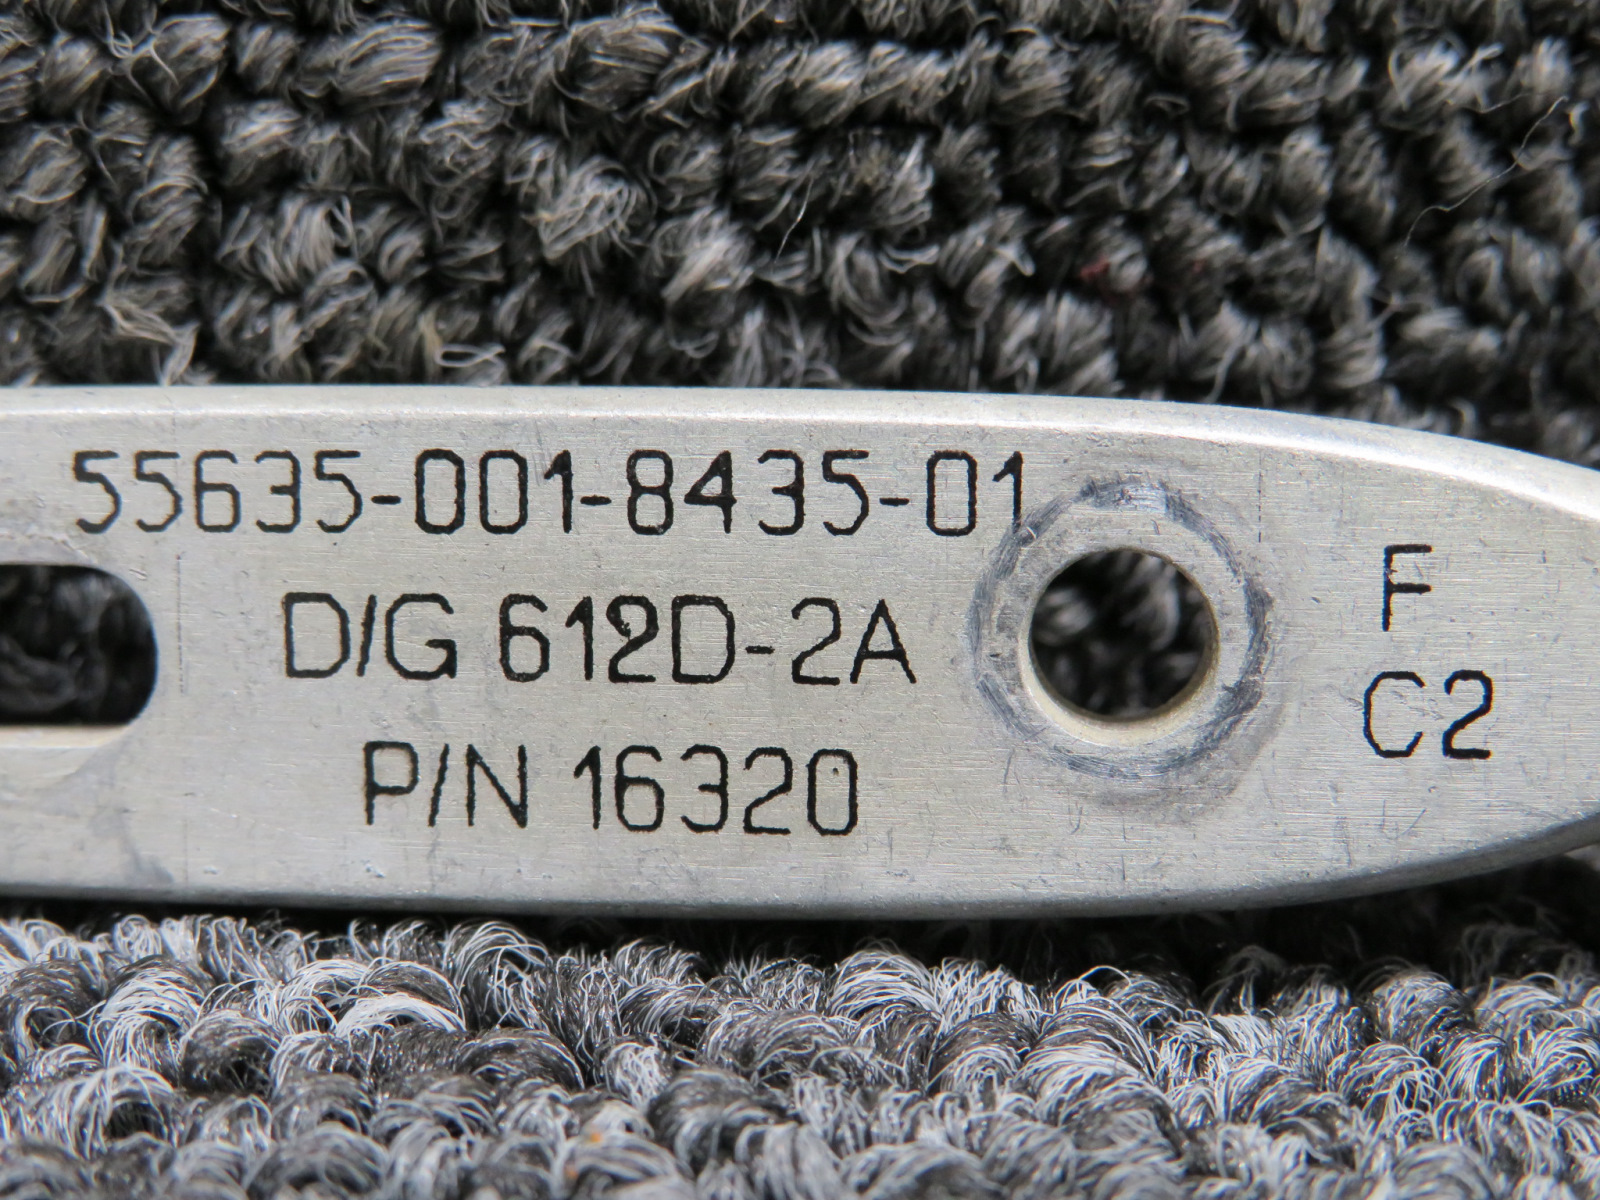 55635-001-8435-01
D/G 612D-2A
P/N 16320
F
C2